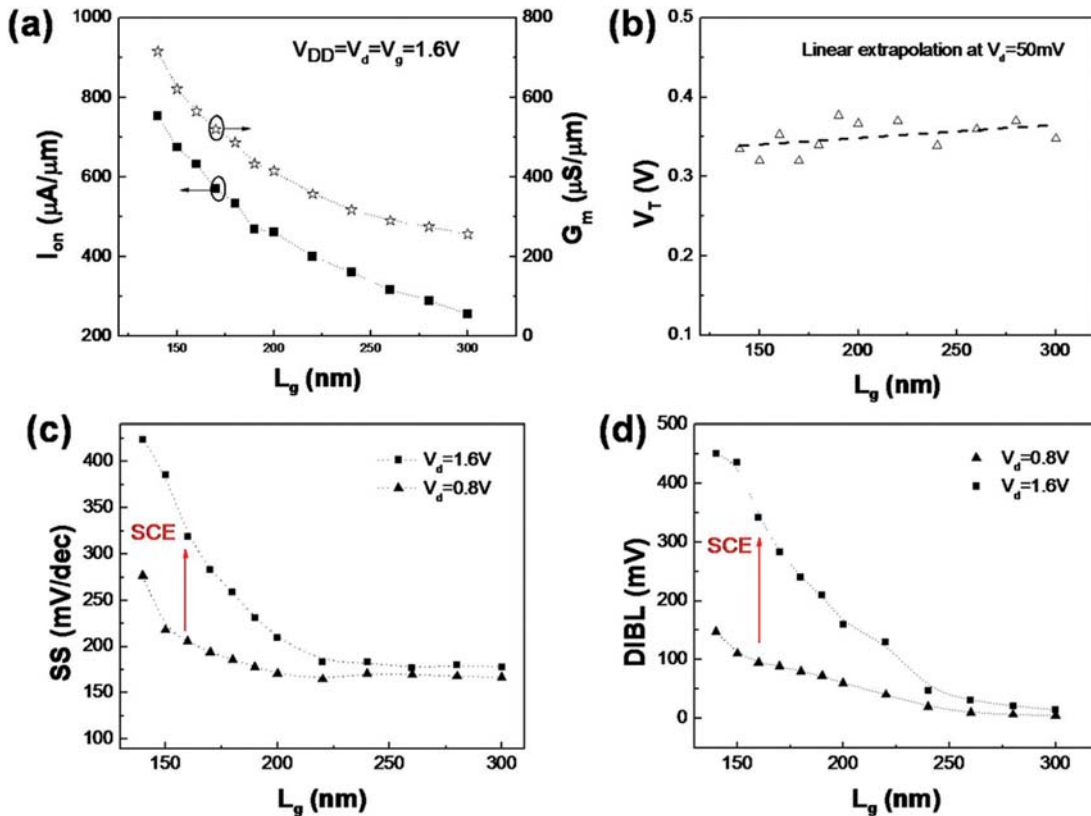 (a)
V_DD=V_d=V_g=1.6V
1000
800
600
400
200
I_on (μA/μm)
800
600
400
200
0
G_m (μS/μm)
150
200
250
300
L_g (nm)
(b)
Linear extrapolation at V_d=50mV
0.5
0.4
0.3
0.2
0.1
V_T (V)
150
200
250
300
L_g (nm)
(c)
V_d=1.6V
V_d=0.8V
SCE
400
350
300
250
200
150
100
SS (mV/dec)
150
200
250
300
L_g (nm)
(d)
V_d=0.8V
V_d=1.6V
SCE
500
400
300
200
100
0
DIBL (mV)
150
200
250
300
L_g (nm)